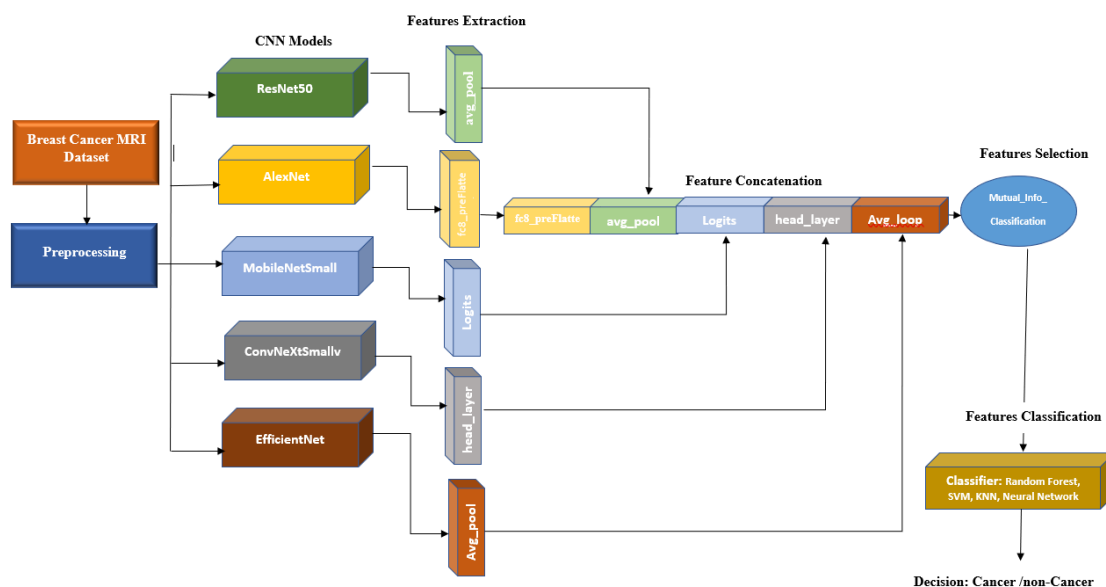 Features Extraction
CNN Models
ResNet50
avg_pool
Breast Cancer MRI
Dataset
AlexNet
fc8_preFlatte
Features Selection
Feature Concatenation
fc8_preFlatte
avg_pool
Logits
head_layer
Avg_loop
Mutual_Info_
Classification
Preprocessing
MobileNetSmall
Logits
ConvNeXtSmallv
head_layer
EfficientNet
Avg_pool
Features Classification
Classifier: Random Forest,
SVM, KNN, Neural Network
Decision: Cancer /non-Cancer